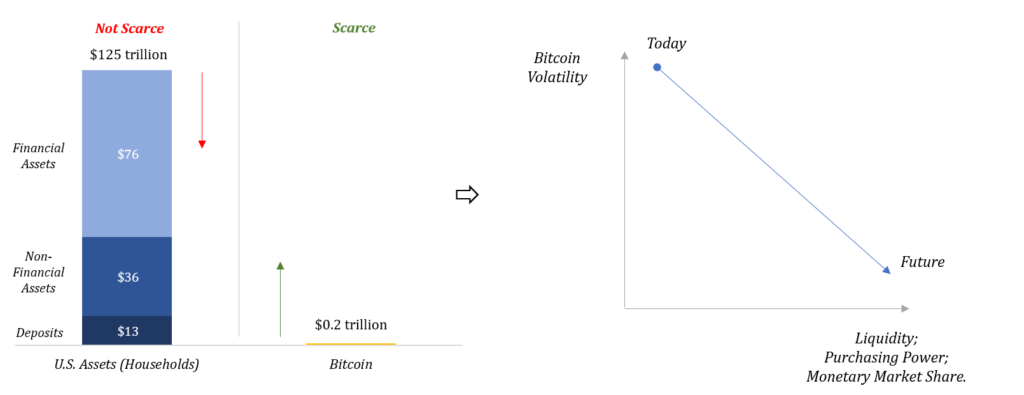 Not Scarce
$125 trillion
Financial
Assets
$76
Non-
Financial
Assets
$36
Deposits
$13
U.S. Assets (Households)
Scarce
$0.2 trillion
Bitcoin
Bitcoin
Volatility
Today
Future
Liquidity;
Purchasing Power;
Monetary Market Share.